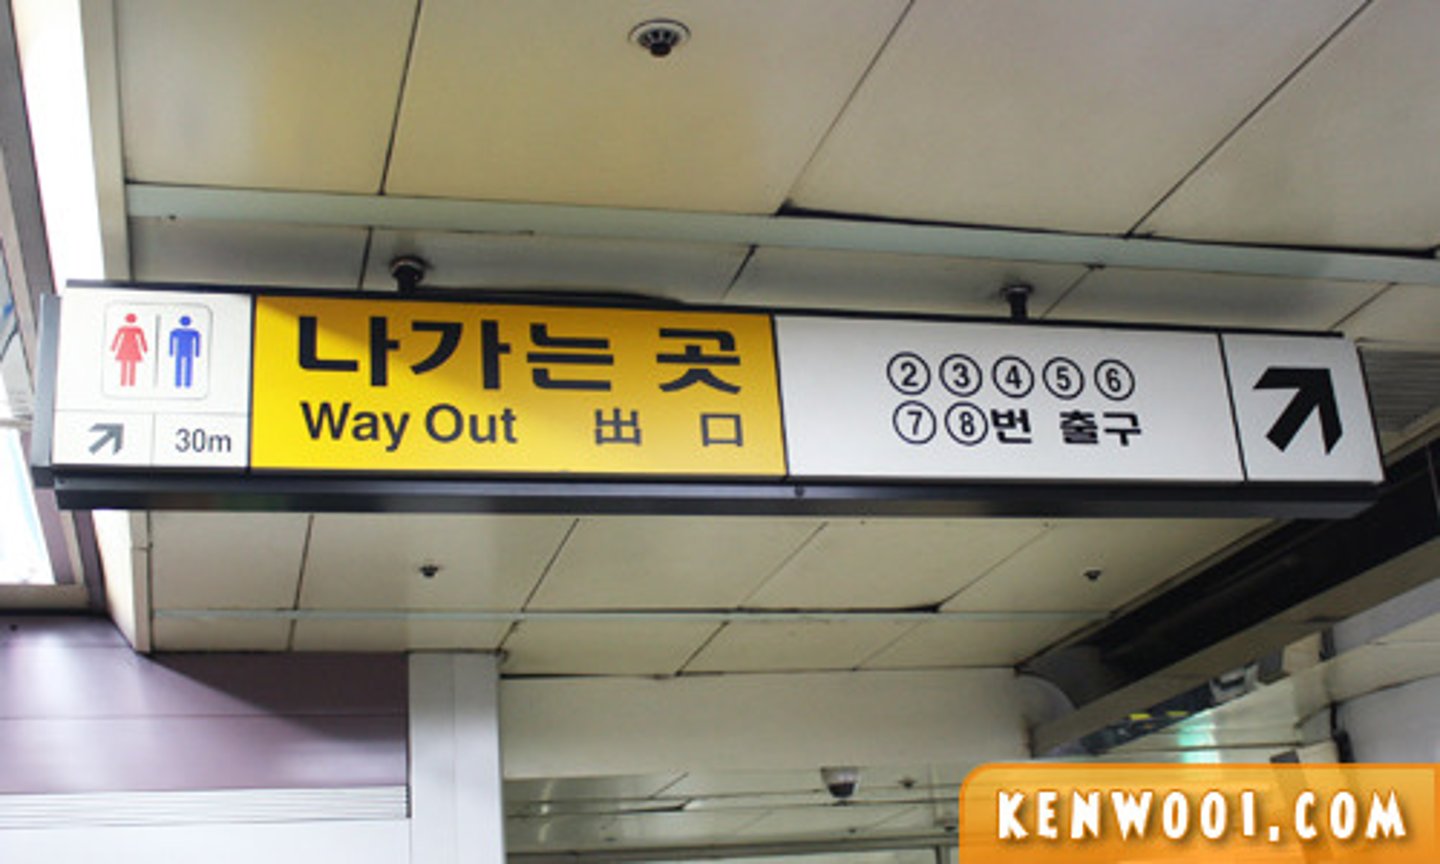 30m
나가는 곳
Way Out 出 口
②③④⑤⑥
⑦⑧번 출구
KENWOOI.COM